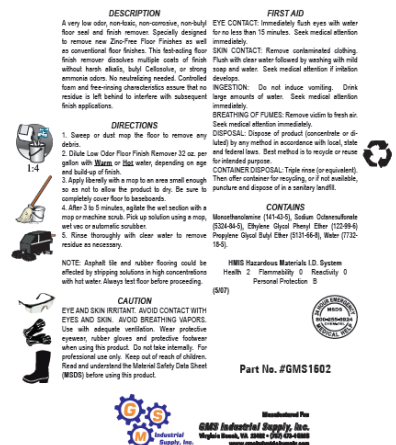 DESCRIPTION
A very low odor, non-toxic, non-corrosive, non-butyl
floor seal and finish remover. Specially designed
to remove new Zinc-Free Floor Finishes as well
as conventional floor finishes. This fast-acting floor
finish remover dissolves multiple coats of finish
without harsh alkalis, butyl Cellosolve, or strong
ammonia odors. No neutralizing needed. Controlled
foam and free-rinsing characteristics assure that no
residue is left behind to interfere with subsequent
finish applications.
DIRECTIONS
1. Sweep or dust mop the floor to remove any
debris.
2. Dilute Low Odor Floor Finish Remover 32 oz. per
gallon with Warm or Hot water, depending on age
and build-up of finish.
3. Apply liberally with a mop to an area small enough
so as not to allow the product to dry. Be sure to
completely cover floor to baseboards.
4. After 3 to 5 minutes, agitate the wet section with a
mop or machine scrub. Pick up solution using a mop,
wet vac or automatic scrubber.
5. Rinse thoroughly with clear water to remove
residue as necessary.
NOTE: Asphalt tile and rubber flooring could be
affected by stripping solutions in high concentrations
with hot water. Always test floor before proceeding.
CAUTION
EYE AND SKIN IRRITANT. AVOID CONTACT WITH
EYES AND SKIN. AVOID BREATHING VAPORS.
Use with adequate ventilation. Wear protective
eyewear, rubber gloves and protective footwear
when using this product. Do not take internally. For
professional use only. Keep out of reach of children.
Read and understand the Material Safety Data Sheet
(MSDS) before using this product.
1:4
FIRST AID
EYE CONTACT: Immediately flush eyes with water
for no less than 15 minutes. Seek medical attention
immediately.
SKIN CONTACT: Remove contaminated clothing.
Flush with clear water followed by washing with mild
soap and water. Seek medical attention if irritation
develops.
INGESTION: Do not induce vomiting. Drink
large amounts of water. Seek medical attention
immediately.
BREATHING OF FUMES: Remove victim to fresh air.
Seek medical attention immediately.
DISPOSAL: Dispose of product (concentrate or di-
luted) by any method in accordance with local, state
and federal laws. Best method is to recycle or reuse
for intended purpose.
CONTAINER DISPOSAL: Triple rinse (or equivalent).
Then offer container for recycling, or if not available,
puncture and dispose of in a sanitary landfill.
CONTAINS
Monoethanolamine (141-43-5), Sodium Octanesulfonate
(5324-84-5), Ethylene Glycol Phenyl Ether (122-99-6)
Propylene Glycol Butyl Ether (5131-66-8), Water (7732-
18-5).
HMIS Hazardous Materials I.D. System
Health 2 Flammability 0 Reactivity 0
Personal Protection B
(5/07)
24 HOUR EMERGENCY
MSDS
MEDICAL HELP
Part No. #GMS1602
GMS
Industrial
Supply, Inc.
Manufactured For
GMS Industrial Supply, Inc.
Virginia Beach, VA